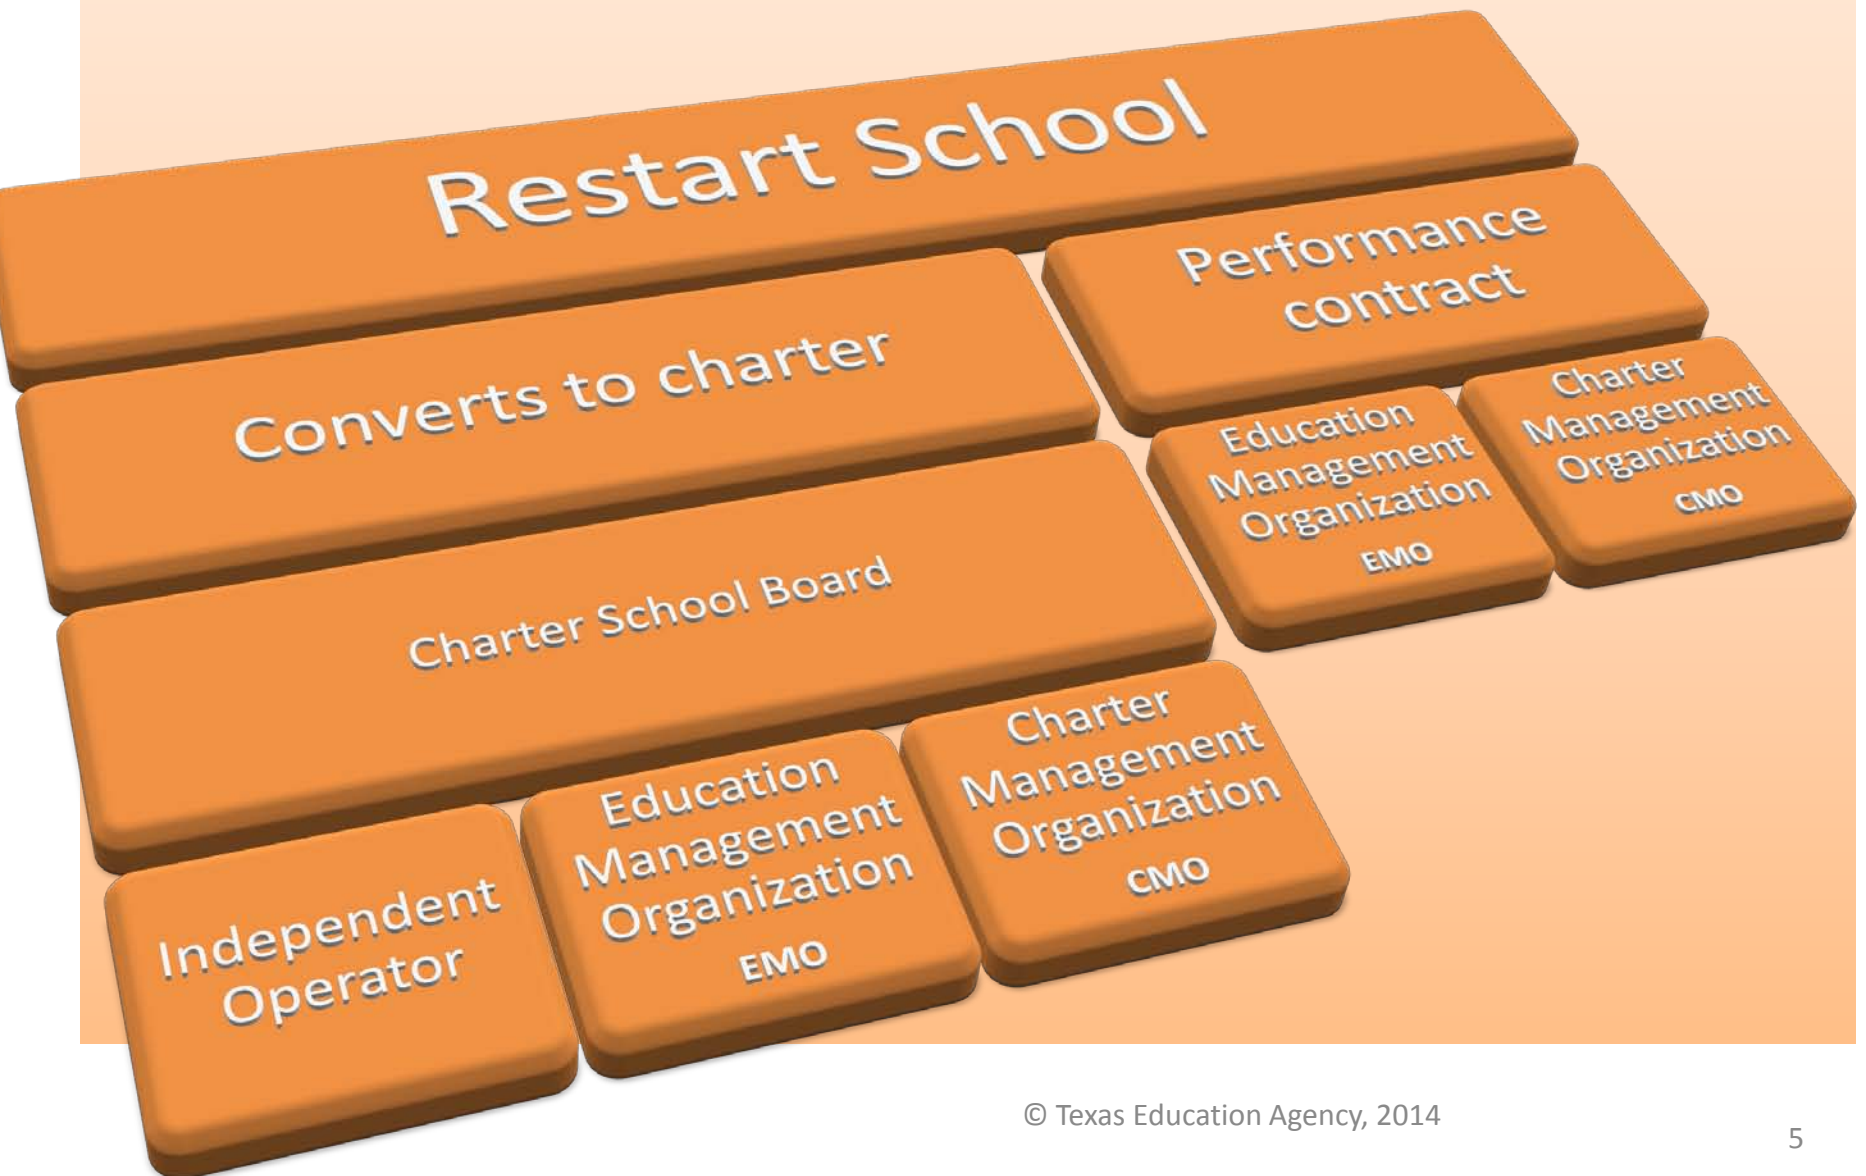 Restart School
Converts to charter
Performance
contract
Charter School Board
Education
Management
Organization
EMO
Charter
Management
Organization
CMO
Independent
Operator
Education
Management
Organization
EMO
Charter
Management
Organization
CMO
© Texas Education Agency, 2014
5